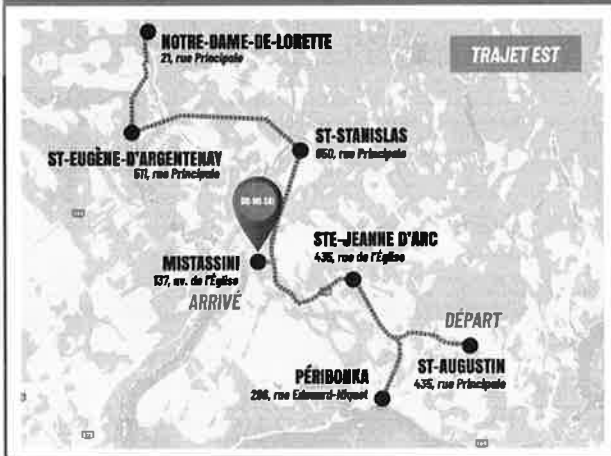 NOTRE-DAME-DE-LORETTE
21, rue Principale
TRAJET EST
ST-EUGÈNE-D'ARGENTENAY
511, rue Principale
ST-STANISLAS
950, rue Principale
STE-JEANNE D'ARC
435, rue de l'Église
MISTASSINI
137, av. de l'Église
ARRIVÉ
DÉPART
ST-AUGUSTIN
435, rue Principale
PÉRIBONKA
296, rue Edouard-Niquet